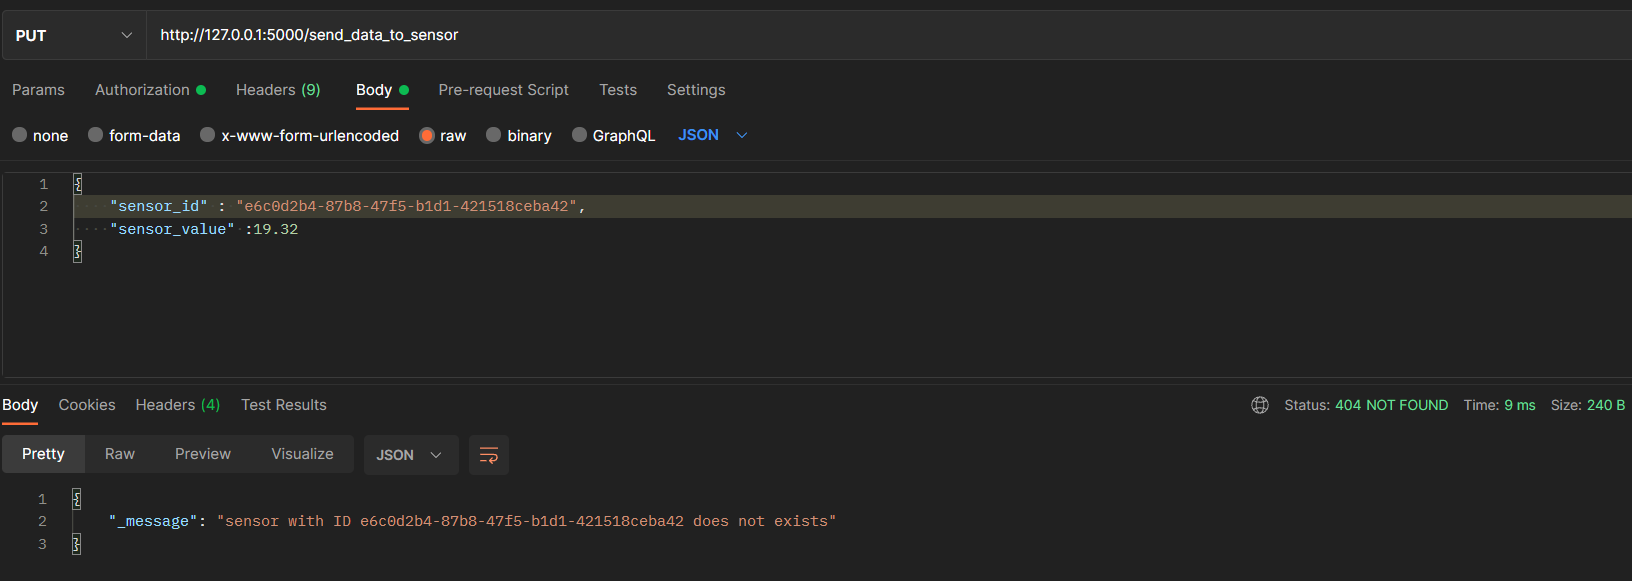 PUT http://127.0.0.1:5000/send_data_to_sensor
Params Authorization Headers (9) Body Pre-request Script Tests Settings
none form-data x-www-form-urlencoded raw binary GraphQL JSON
1 {
2 "sensor_id" : "e6c0d2b4-87b8-47f5-b1d1-421518ceba42",
3 "sensor_value" :19.32
4 }
Body Cookies Headers (4) Test Results Status: 404 NOT FOUND Time: 9 ms Size: 240 B
Pretty Raw Preview Visualize JSON
1 {
2 "_message": "sensor with ID e6c0d2b4-87b8-47f5-b1d1-421518ceba42 does not exists"
3 }